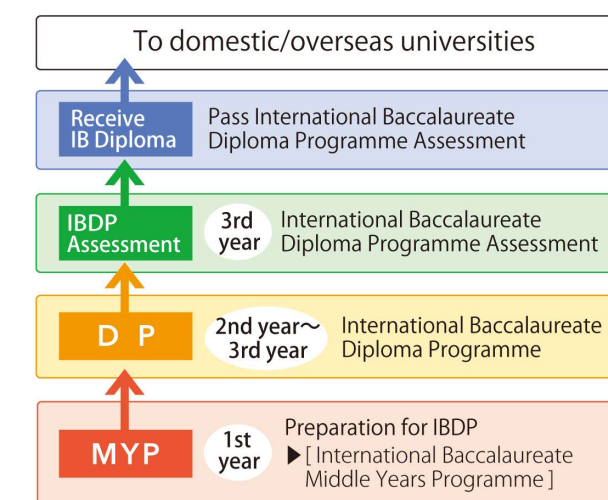 To domestic/overseas universities
Receive
IB Diploma
Pass International Baccalaureate
Diploma Programme Assessment
IBDP
Assessment
3rd
year
International Baccalaureate
Diploma Programme Assessment
D P
2nd year～
3rd year
International Baccalaureate
Diploma Programme
MYP
1st
year
Preparation for IBDP
▶[ International Baccalaureate
Middle Years Programme ]